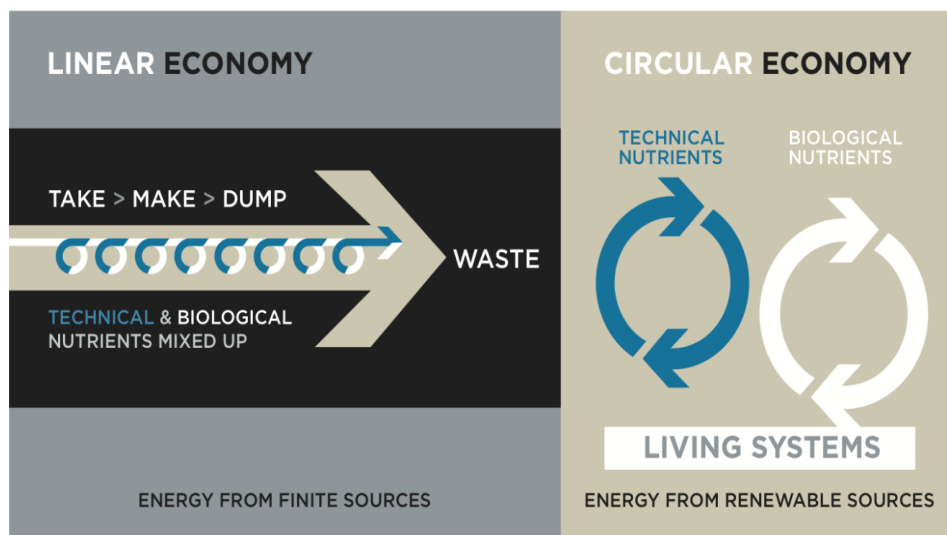 LINEAR ECONOMY
TAKE > MAKE > DUMP
WASTE
TECHNICAL & BIOLOGICAL
NUTRIENTS MIXED UP
ENERGY FROM FINITE SOURCES
CIRCULAR ECONOMY
TECHNICAL
NUTRIENTS
BIOLOGICAL
NUTRIENTS
LIVING SYSTEMS
ENERGY FROM RENEWABLE SOURCES